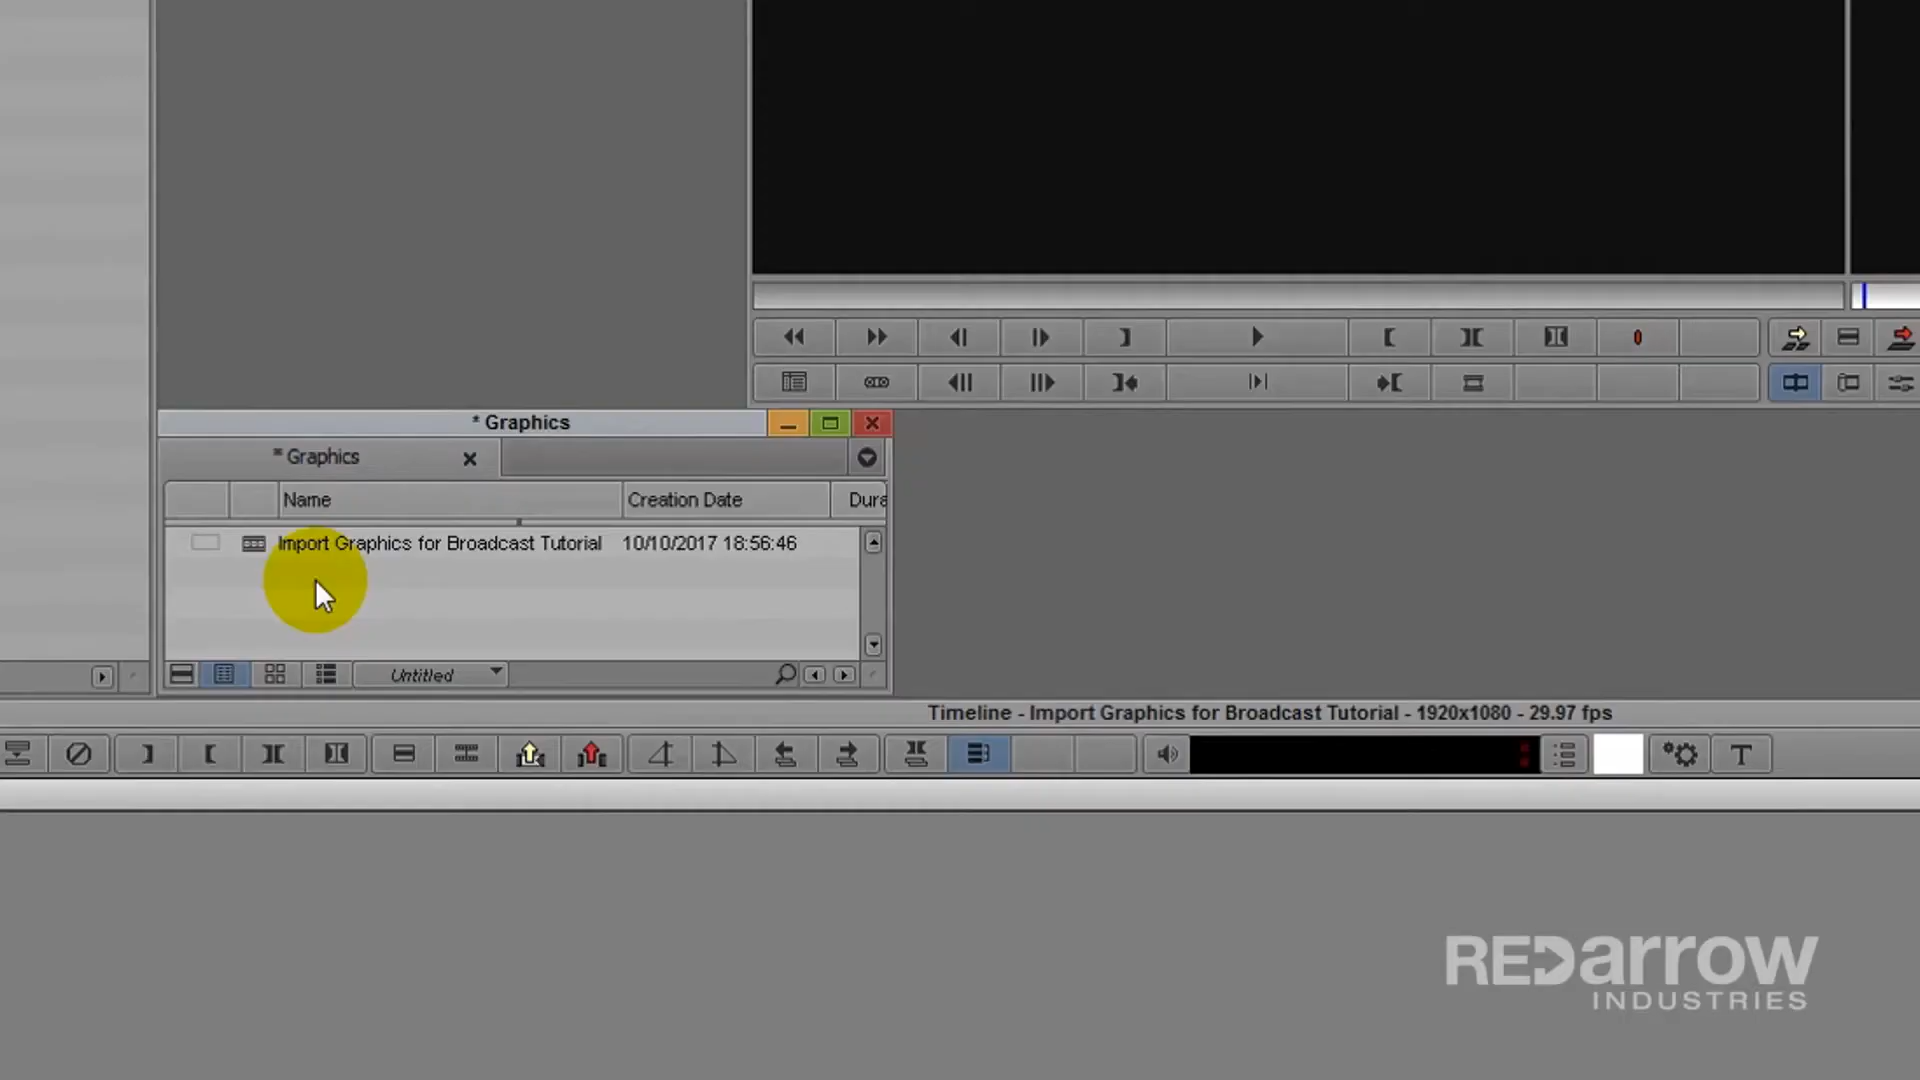 * Graphics
* Graphics
Name Creation Date Dura
Import Graphics for Broadcast Tutorial 10/10/2017 18:56:46
Untitled
Timeline - Import Graphics for Broadcast Tutorial - 1920x1080 - 29.97 fps
T
REDarrow
INDUSTRIES